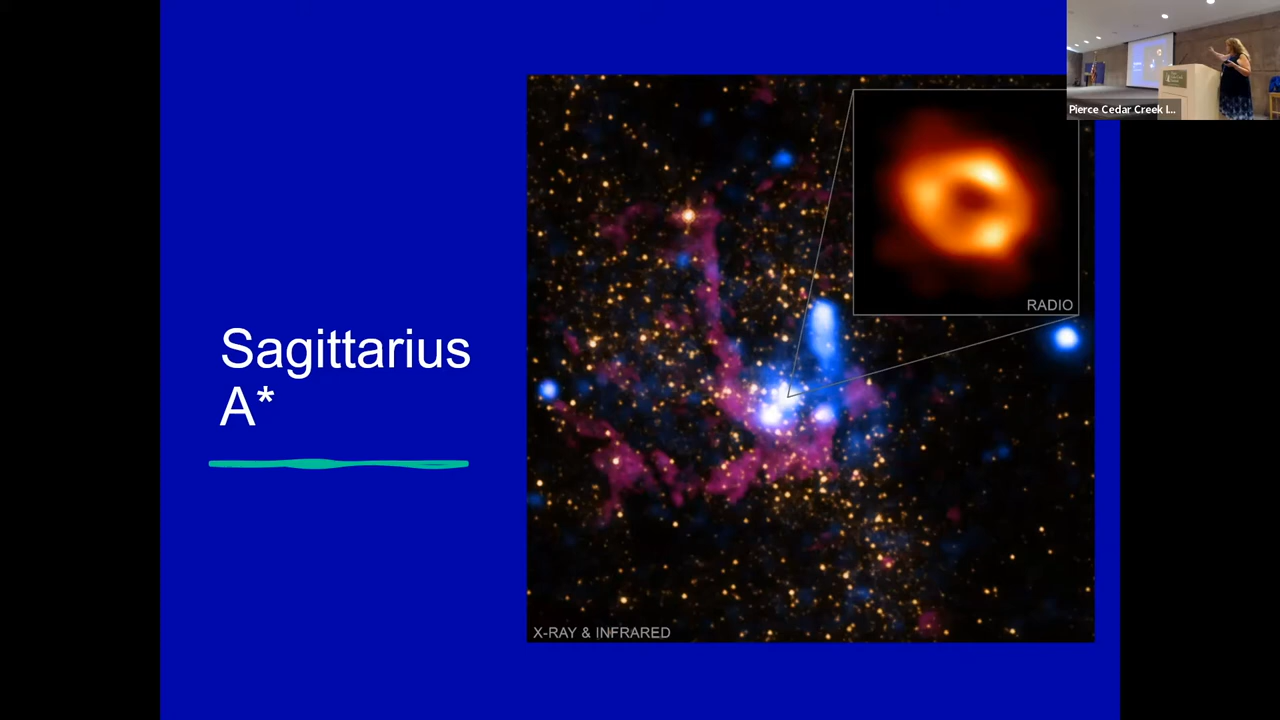 Sagittarius
A*
RADIO
X-RAY & INFRARED
Pierce Cedar Creek I...